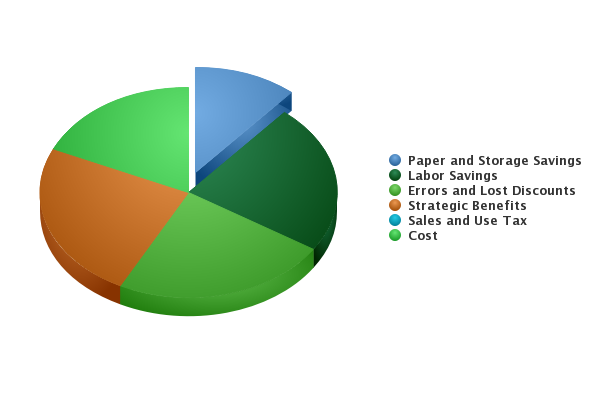 Paper and Storage Savings
Labor Savings
Errors and Lost Discounts
Strategic Benefits
Sales and Use Tax
Cost